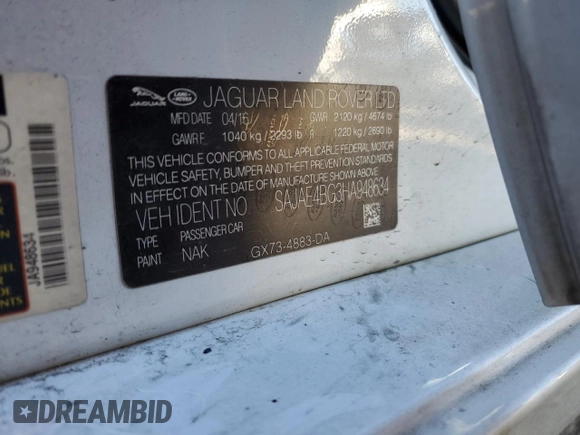 JAGUAR LAND-ROVER JAGUAR LAND ROVER LTD
MFD DATE 04/16 GVWR 2120 kg / 4674 lb
GAWR F 1040 kg / 2293 lb R 1220 kg / 2690 lb
THIS VEHICLE CONFORMS TO ALL APPLICABLE FEDERAL MOTOR
VEHICLE SAFETY, BUMPER AND THEFT PREVENTION STANDARDS
IN EFFECT ON THE DATE OF MANUFACTURE SHOWN ABOVE
VEH IDENT NO SAJAE4BG3HA948634
TYPE PASSENGER CAR
PAINT NAK GX73-4883-DA
JA948634
DREAMBID